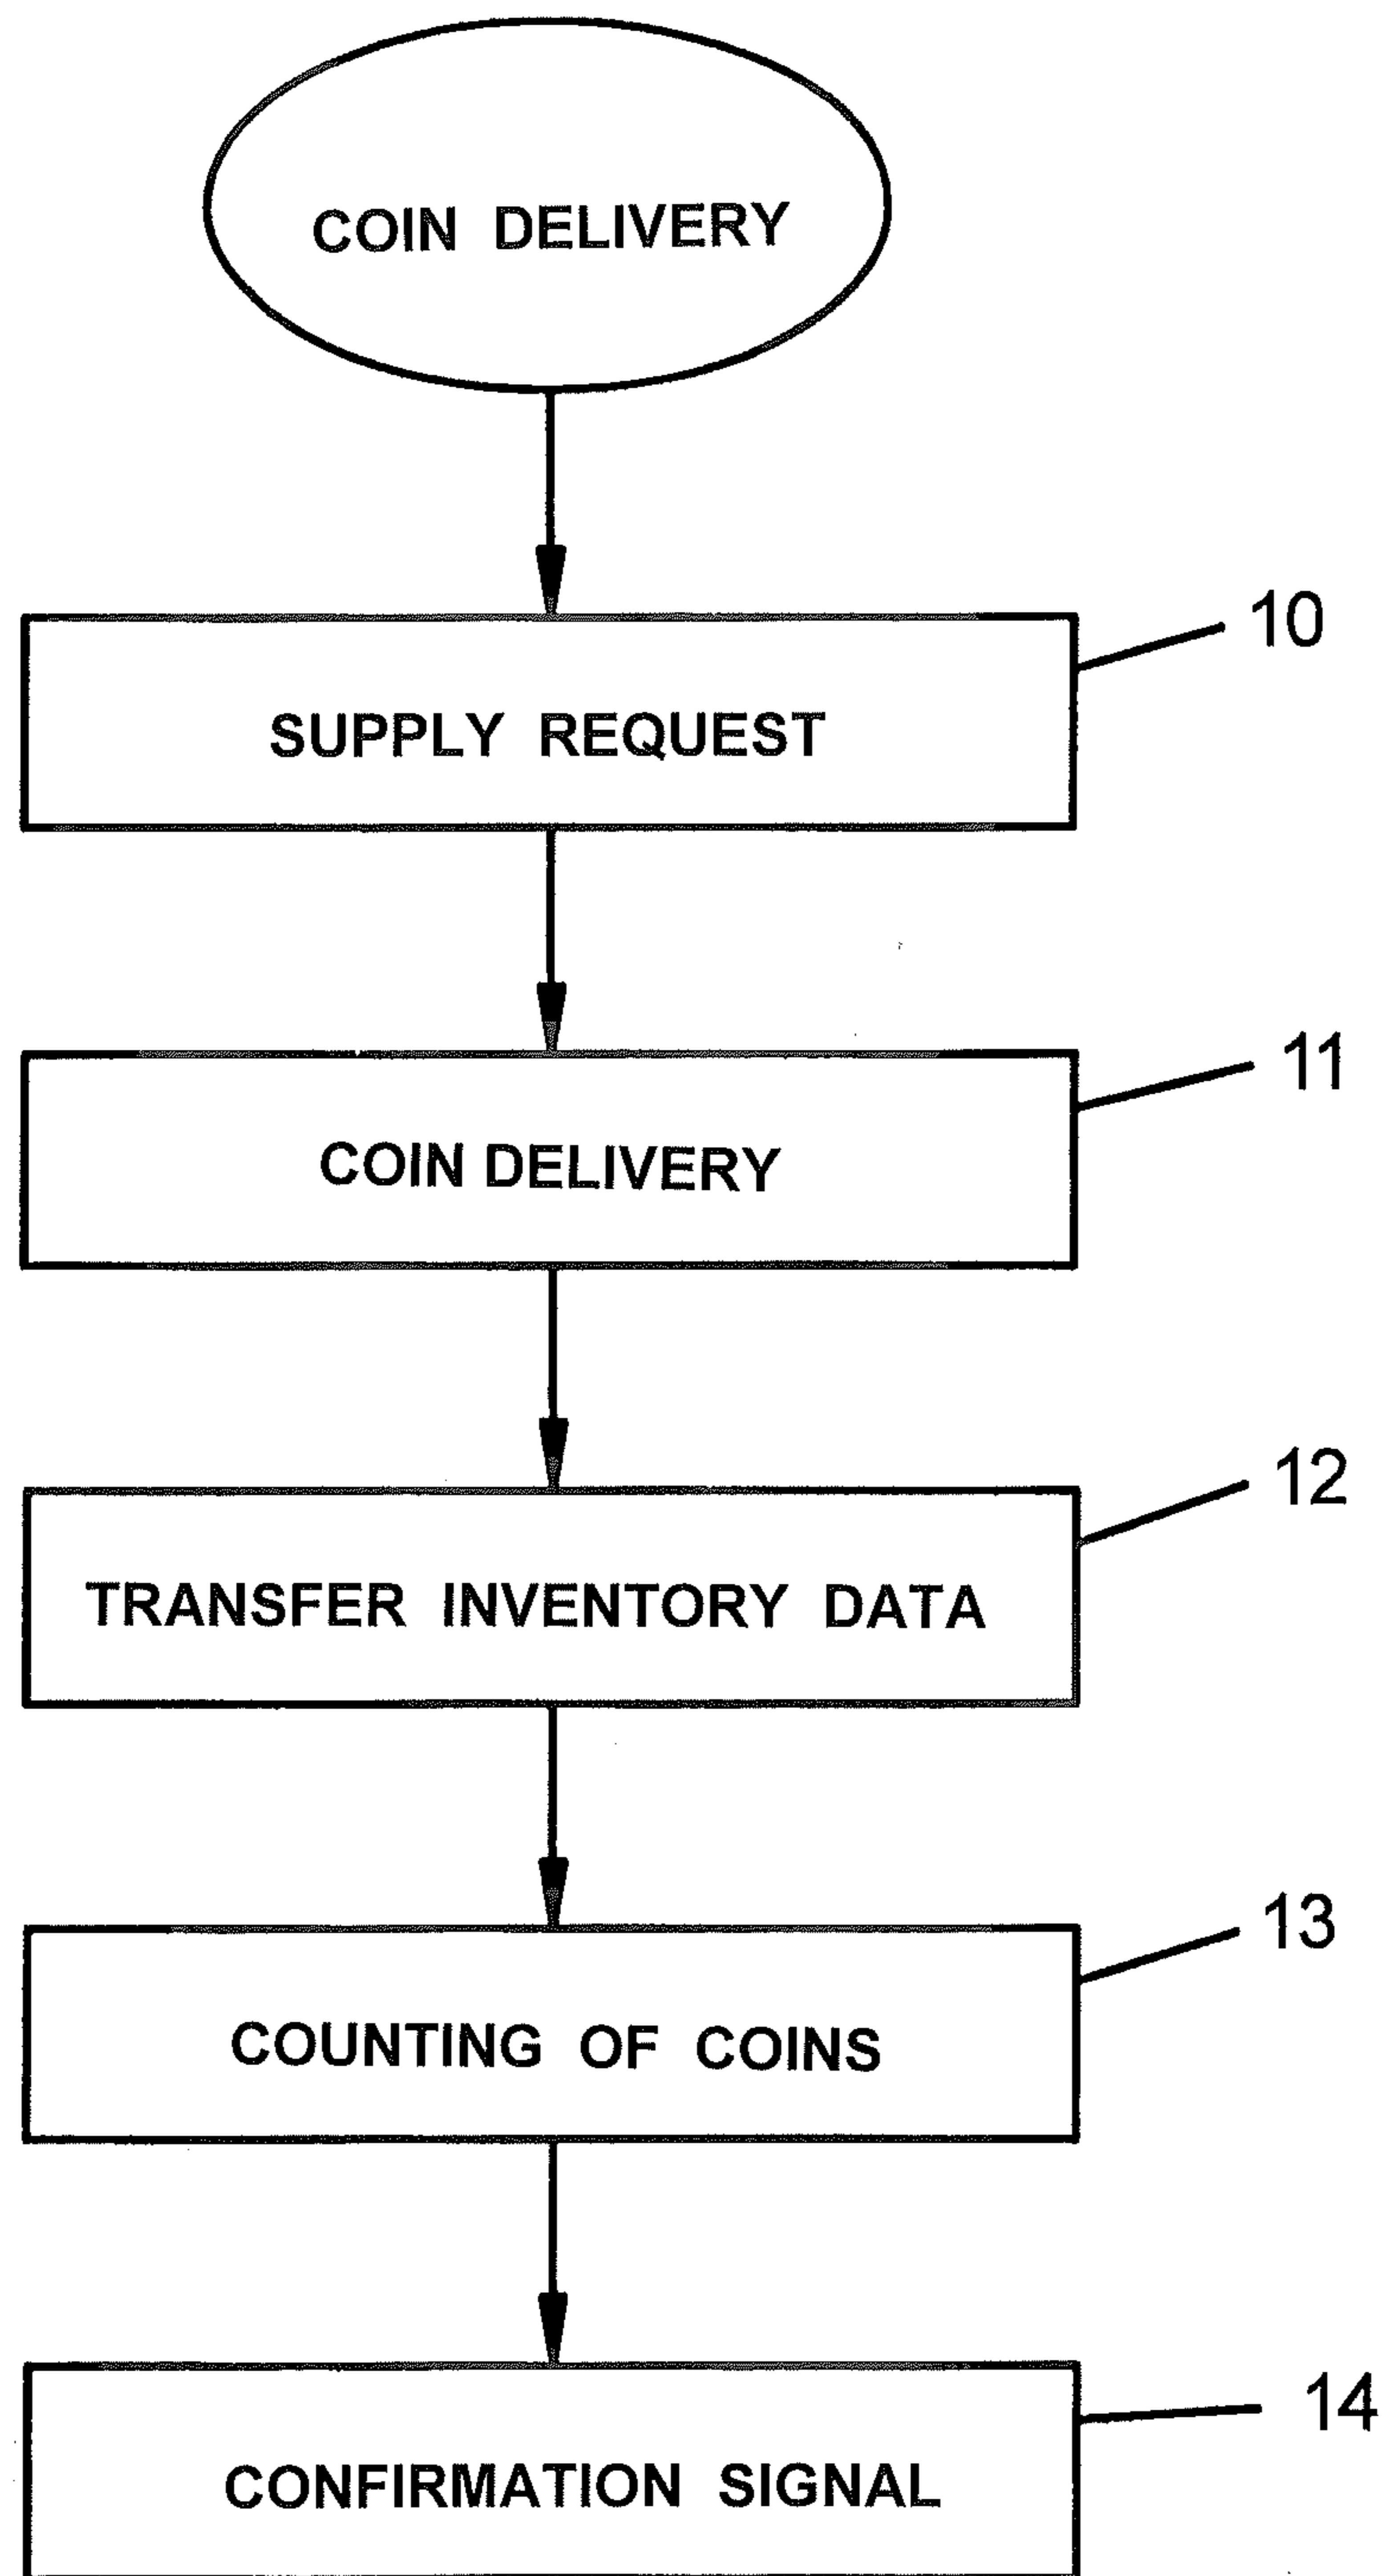 COIN DELIVERY
10
SUPPLY REQUEST
11
COIN DELIVERY
12
TRANSFER INVENTORY DATA
13
COUNTING OF COINS
14
CONFIRMATION SIGNAL